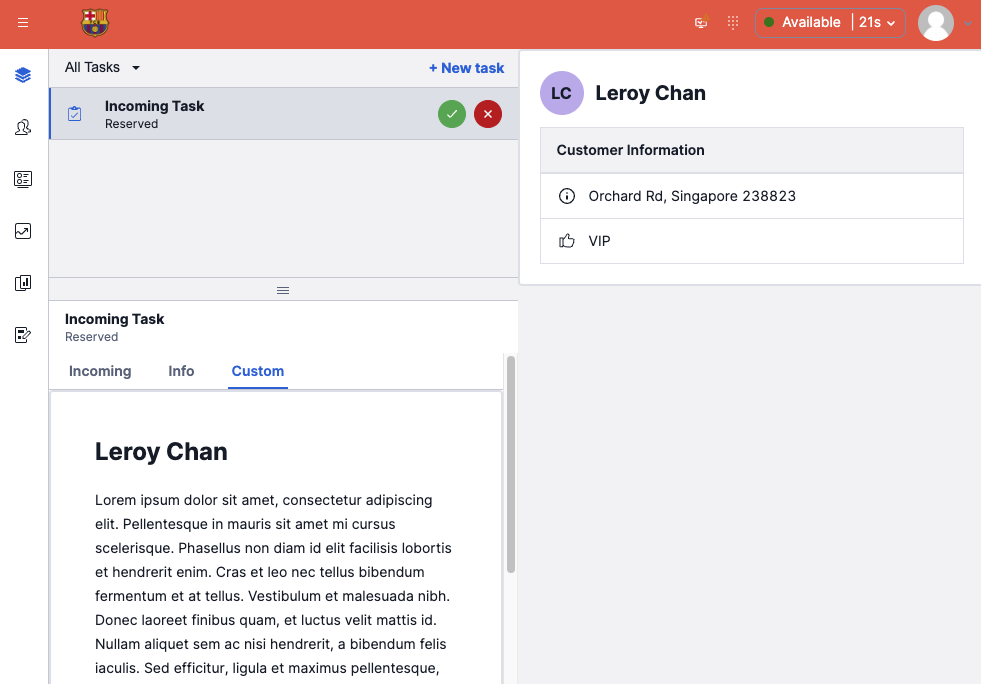 Available | 21s
All Tasks
+ New task
Incoming Task
Reserved
LC
Leroy Chan
Customer Information
Orchard Rd, Singapore 238823
VIP
Incoming Task
Reserved
Incoming Info Custom
Leroy Chan
Lorem ipsum dolor sit amet, consectetur adipiscing
elit. Pellentesque in mauris sit amet mi cursus
scelerisque. Phasellus non diam id elit facilisis lobortis
et hendrerit enim. Cras et leo nec tellus bibendum
fermentum et at tellus. Vestibulum et malesuada nibh.
Donec laoreet finibus quam, et luctus velit mattis id.
Nullam aliquet sem ac nisi hendrerit, a bibendum felis
iaculis. Sed efficitur, ligula et maximus pellentesque,